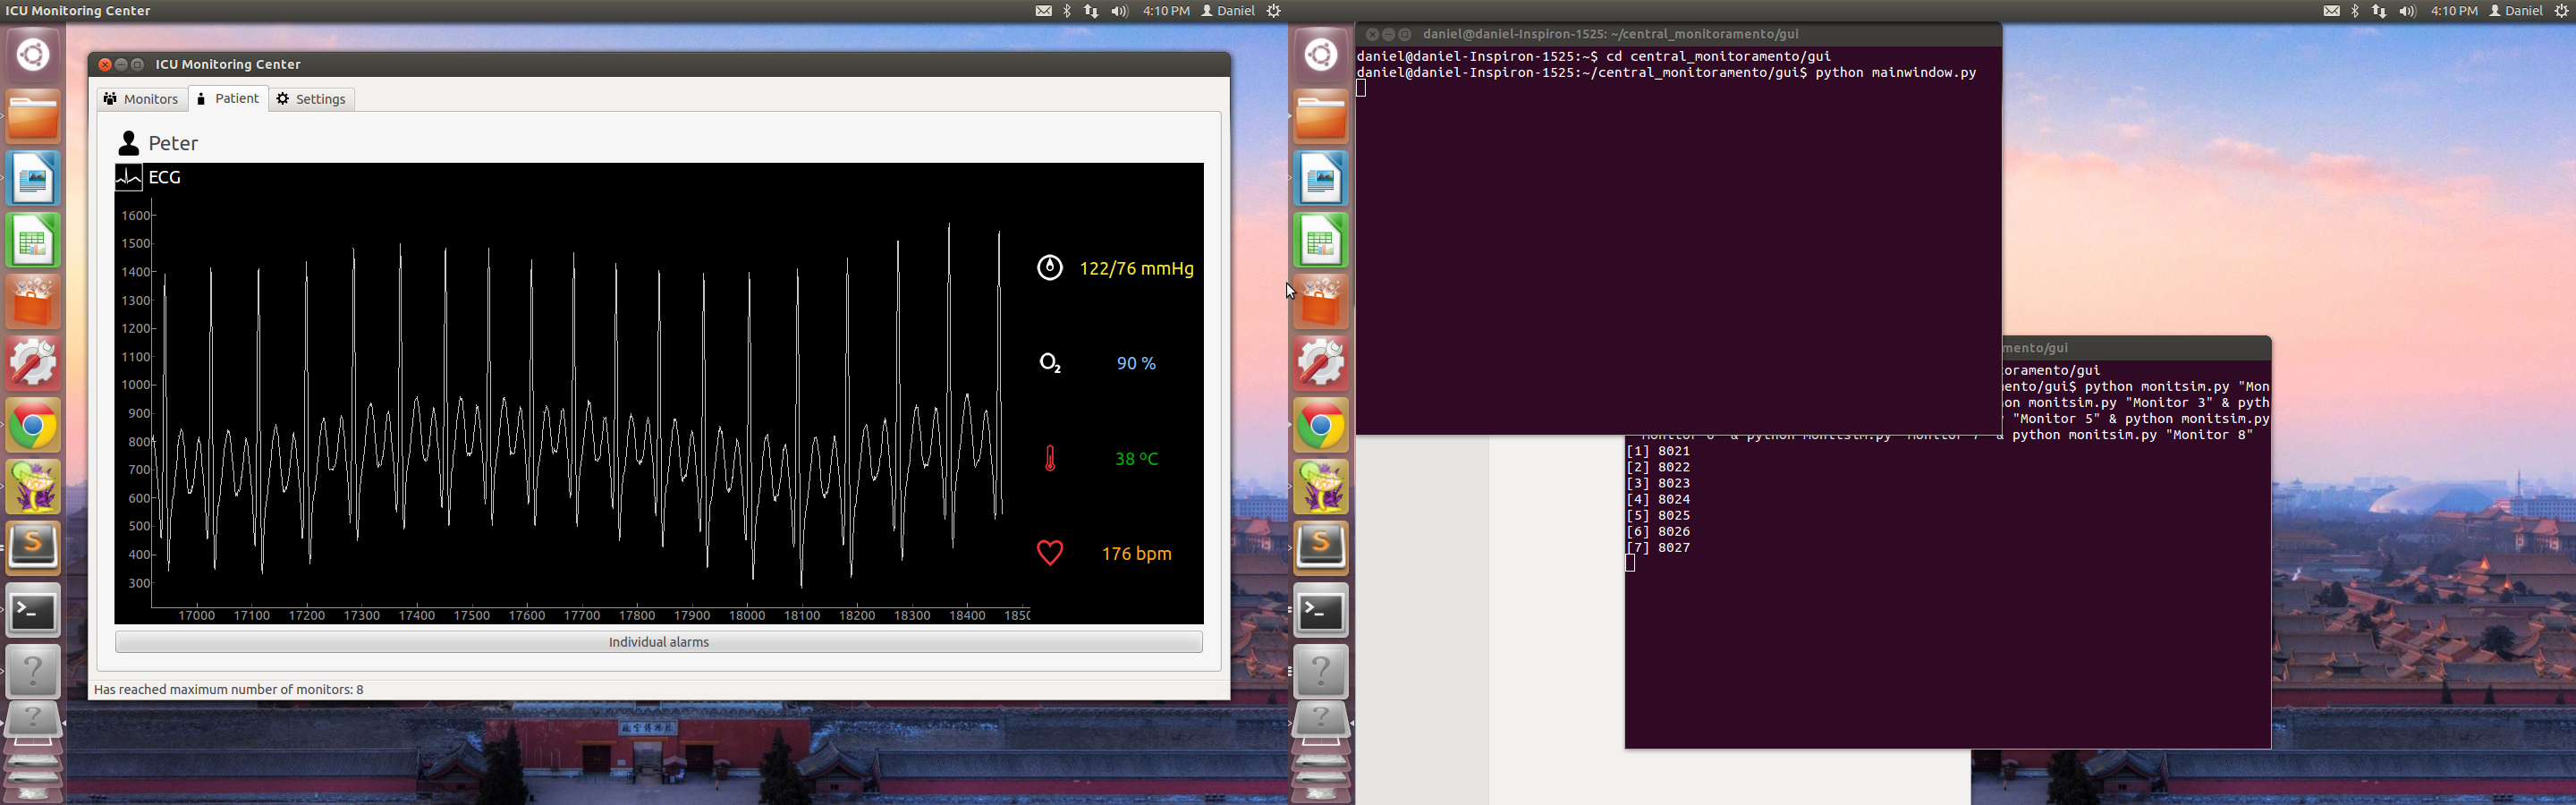 ICU Monitoring Center
4:10 PM Daniel
ICU Monitoring Center
Monitors Patient Settings
Peter
ECG
1600
1500
1400
1300
1200
1100
1000
900
800
700
600
500
400
300
17000 17100 17200 17300 17400 17500 17600 17700 17800 17900 18000 18100 18200 18300 18400 1850
122/76 mmHg
O2
90 %
38 ºC
176 bpm
Individual alarms
Has reached maximum number of monitors: 8
4:10 PM Daniel
daniel@daniel-Inspiron-1525: ~/central_monitoramento/gui
daniel@daniel-Inspiron-1525:~$ cd central_monitoramento/gui
daniel@daniel-Inspiron-1525:~/central_monitoramento/gui$ python mainwindow.py
mento/gui
oramento/gui
ento/gui$ python monitsim.py "Mon
on monitsim.py "Monitor 3" & pyth
"Monitor 5" & python monitsim.py
& python monitsim.py "Monitor 8"
[1] 8021
[2] 8022
[3] 8023
[4] 8024
[5] 8025
[6] 8026
[7] 8027